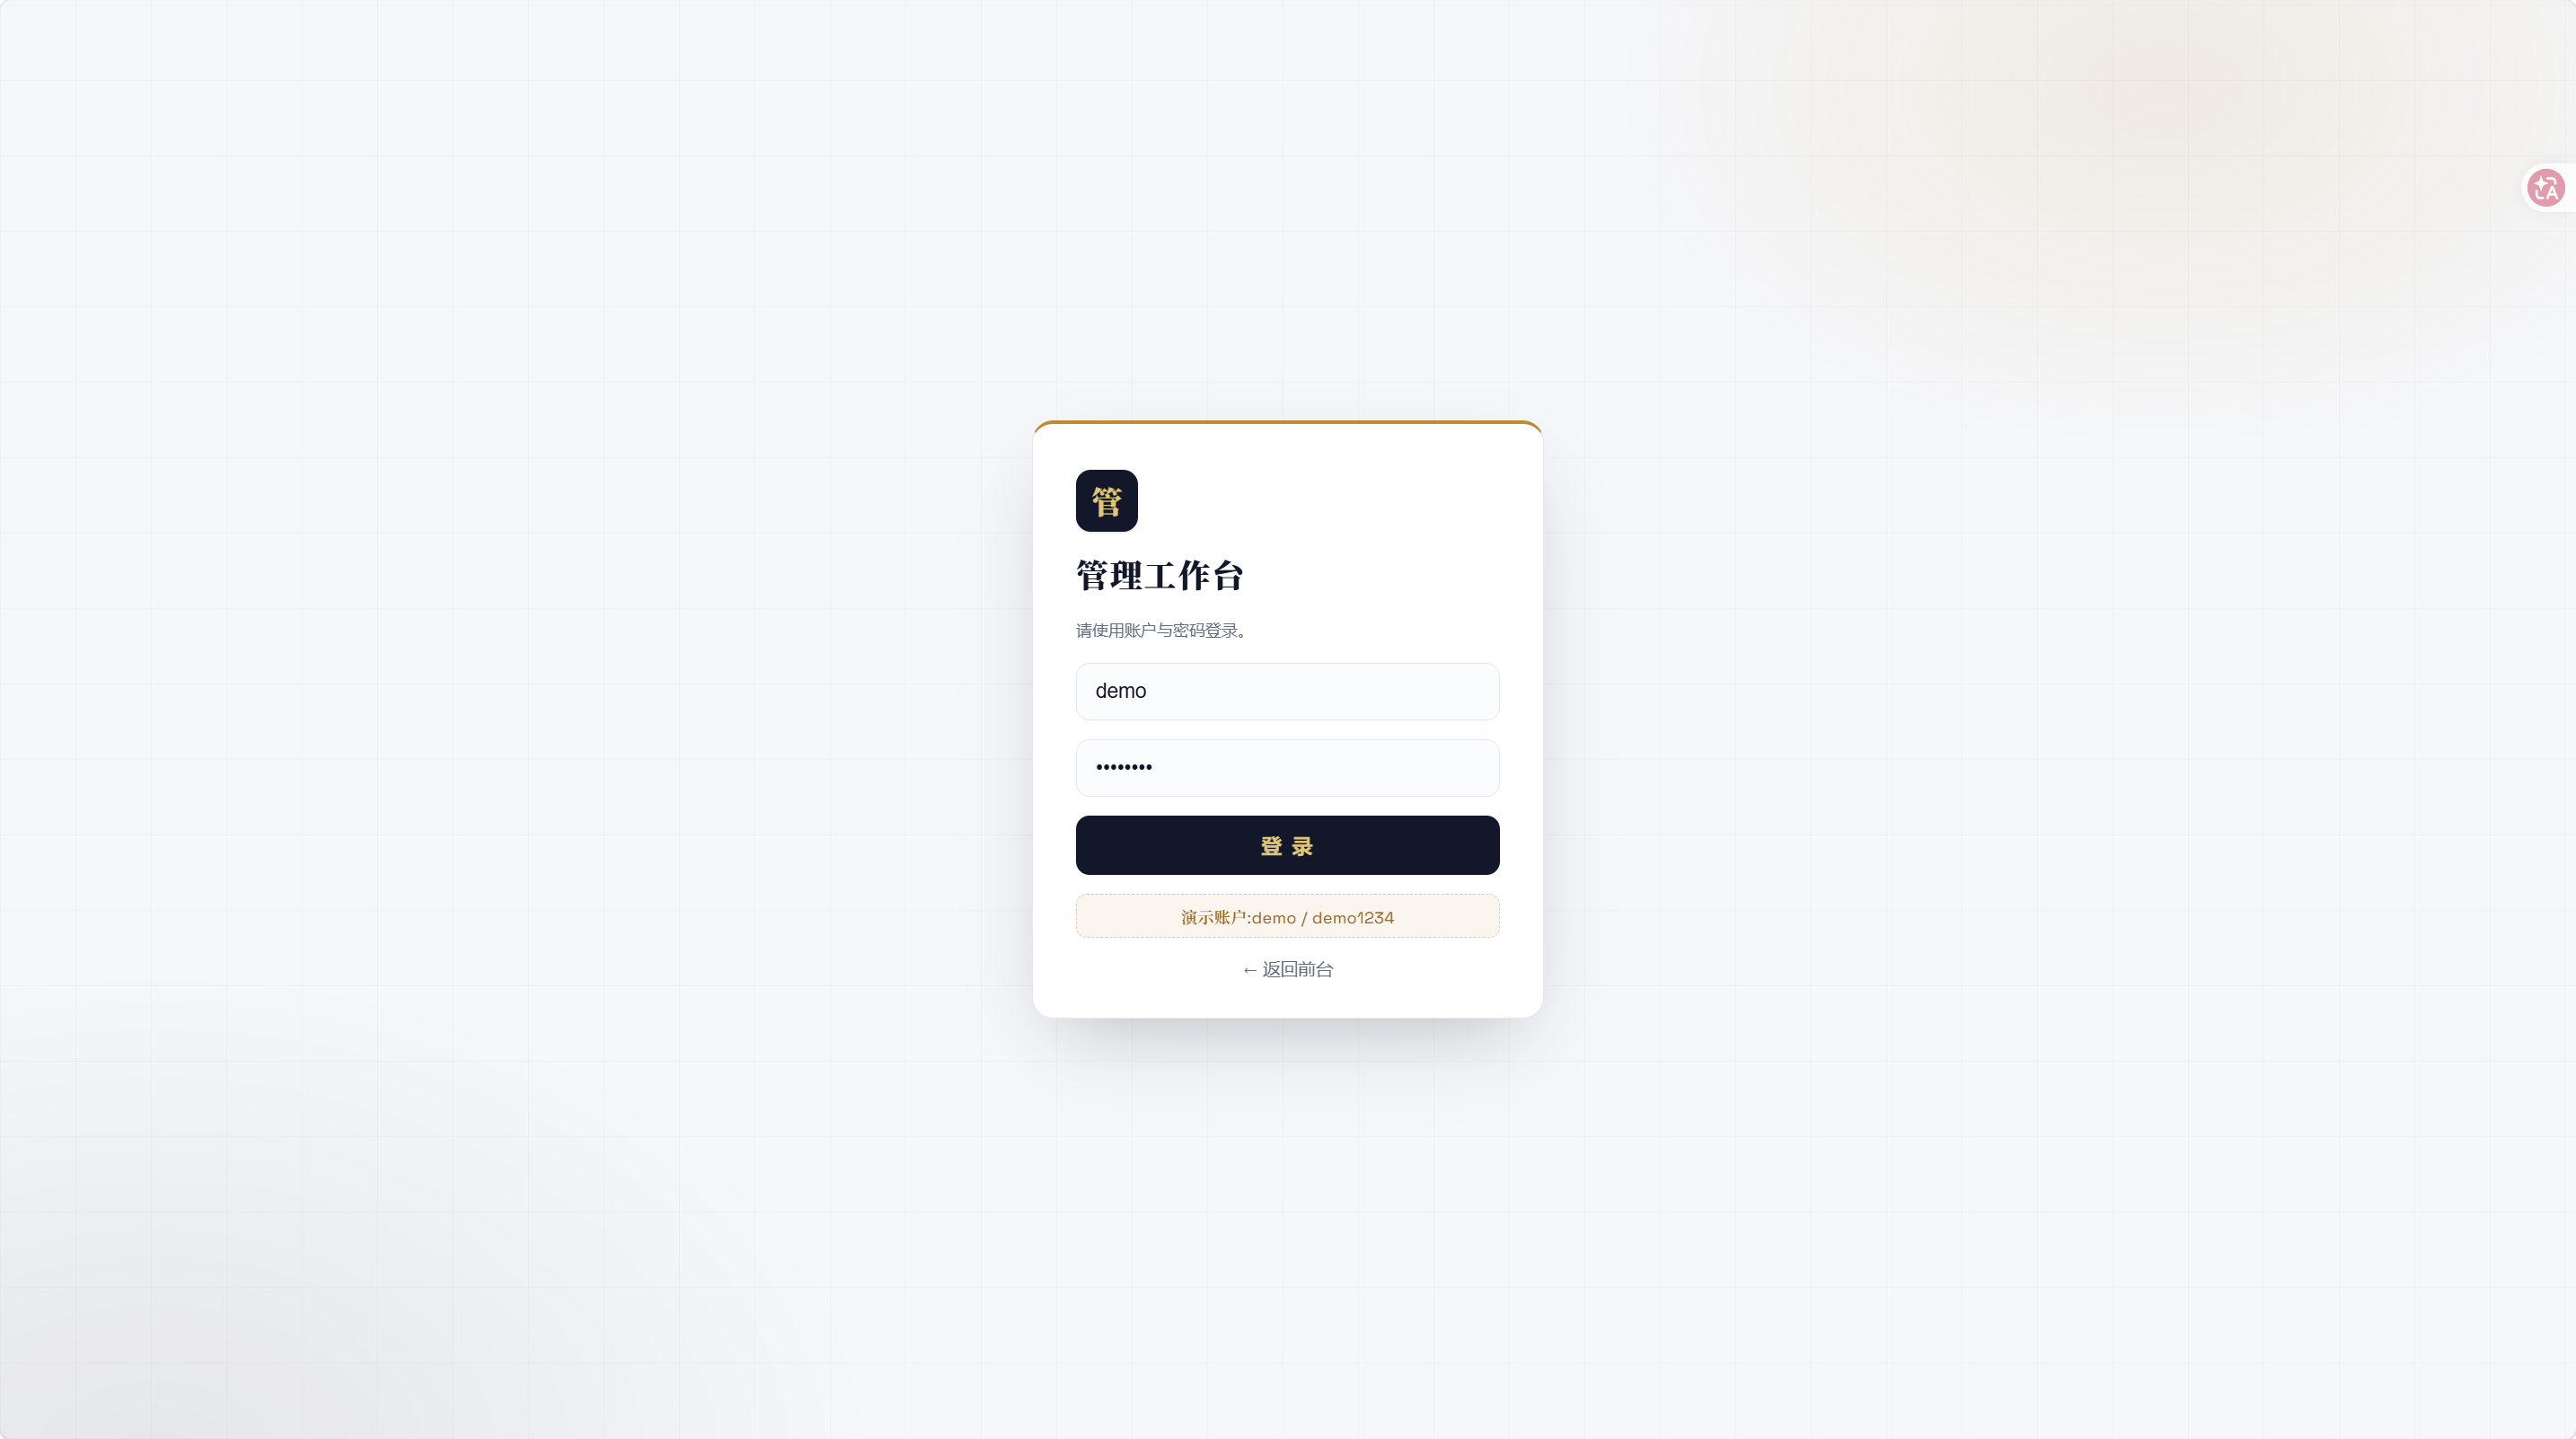 管
管理工作台
请使用账户与密码登录。
demo
••••••••
登 录
演示账户:demo / demo1234
← 返回前台